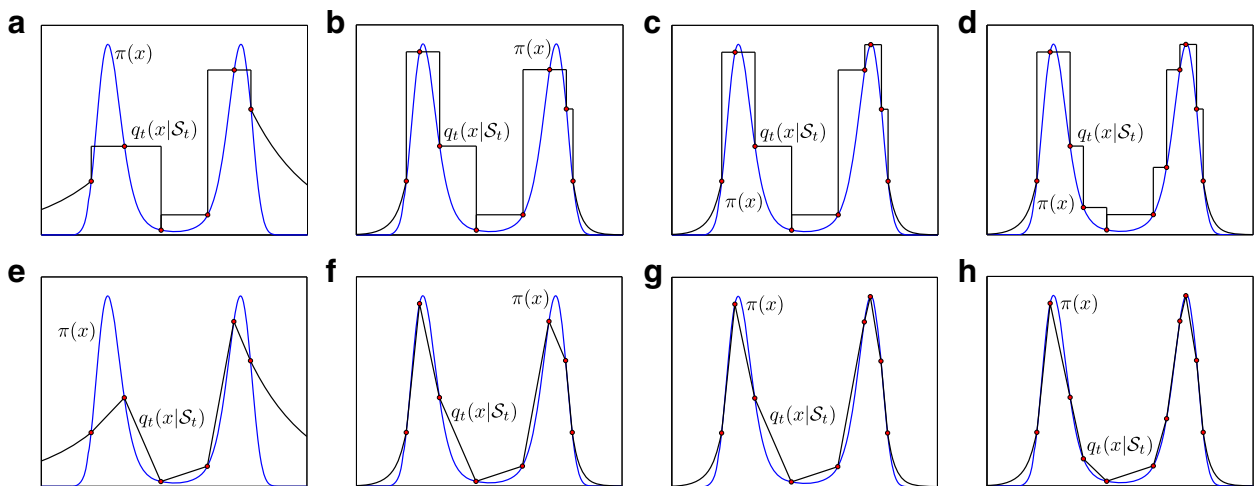 a
π(x)
q_t(x|𝒮_t)
b
π(x)
q_t(x|𝒮_t)
c
q_t(x|𝒮_t)
π(x)
d
q_t(x|𝒮_t)
π(x)
e
π(x)
q_t(x|𝒮_t)
f
π(x)
q_t(x|𝒮_t)
g
π(x)
q_t(x|𝒮_t)
h
π(x)
q_t(x|𝒮_t)